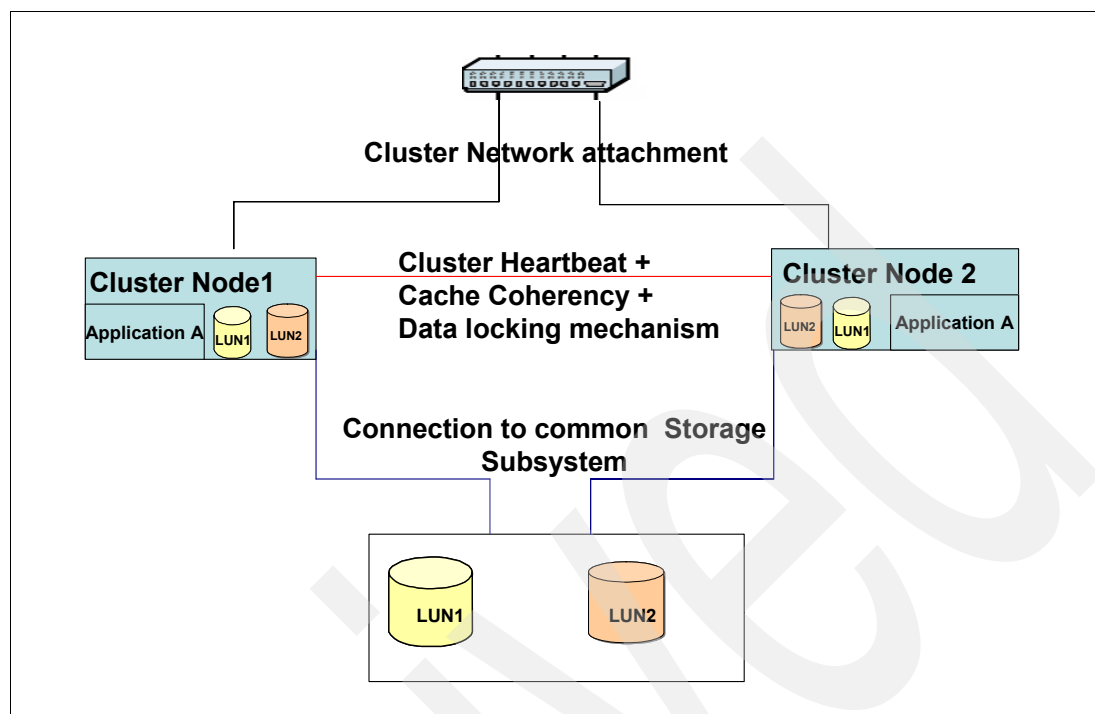 Cluster Network attachment
Cluster Node1
Application A
LUN1
LUN2
Cluster Heartbeat +
Cache Coherency +
Data locking mechanism
Cluster Node 2
LUN2
LUN1
Application A
Connection to common Storage
Subsystem
LUN1
LUN2